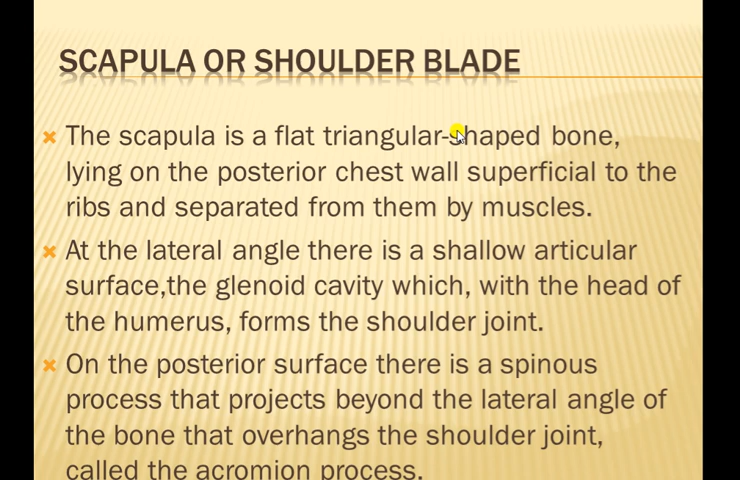 SCAPULA OR SHOULDER BLADE
The scapula is a flat triangular-shaped bone,
lying on the posterior chest wall superficial to the
ribs and separated from them by muscles.
At the lateral angle there is a shallow articular
surface,the glenoid cavity which, with the head of
the humerus, forms the shoulder joint.
On the posterior surface there is a spinous
process that projects beyond the lateral angle of
the bone that overhangs the shoulder joint,
called the acromion process.